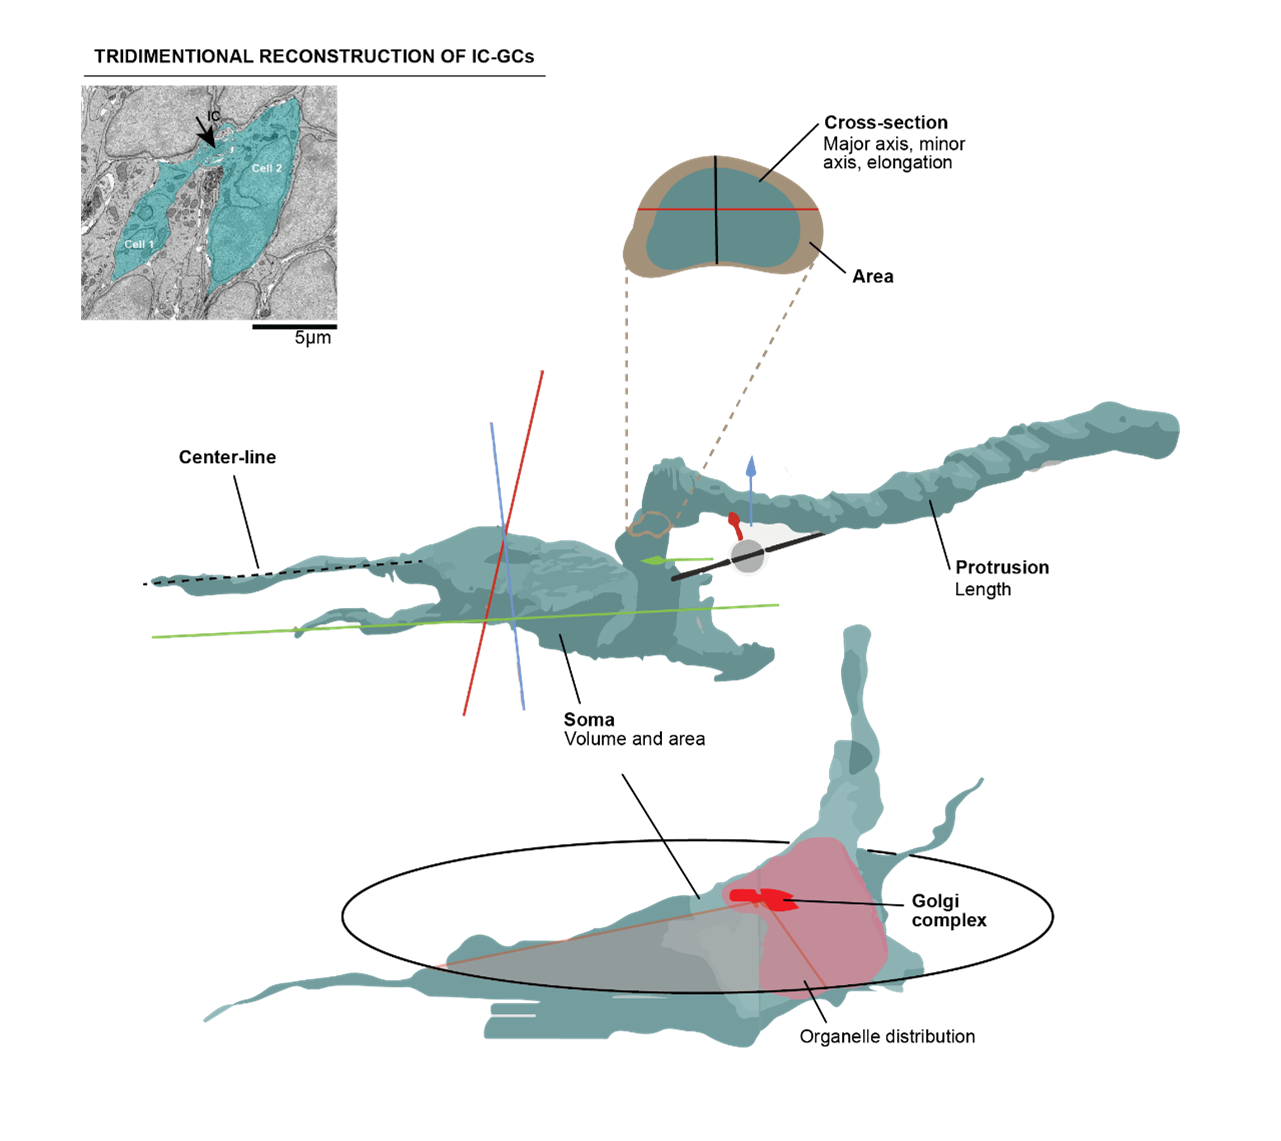 TRIDIMENTIONAL RECONSTRUCTION OF IC-GCs
IC
Cell 2
Cell 1
5µm
Cross-section
Major axis, minor
axis, elongation
Area
Center-line
Protrusion
Length
Soma
Volume and area
Golgi
complex
Organelle distribution